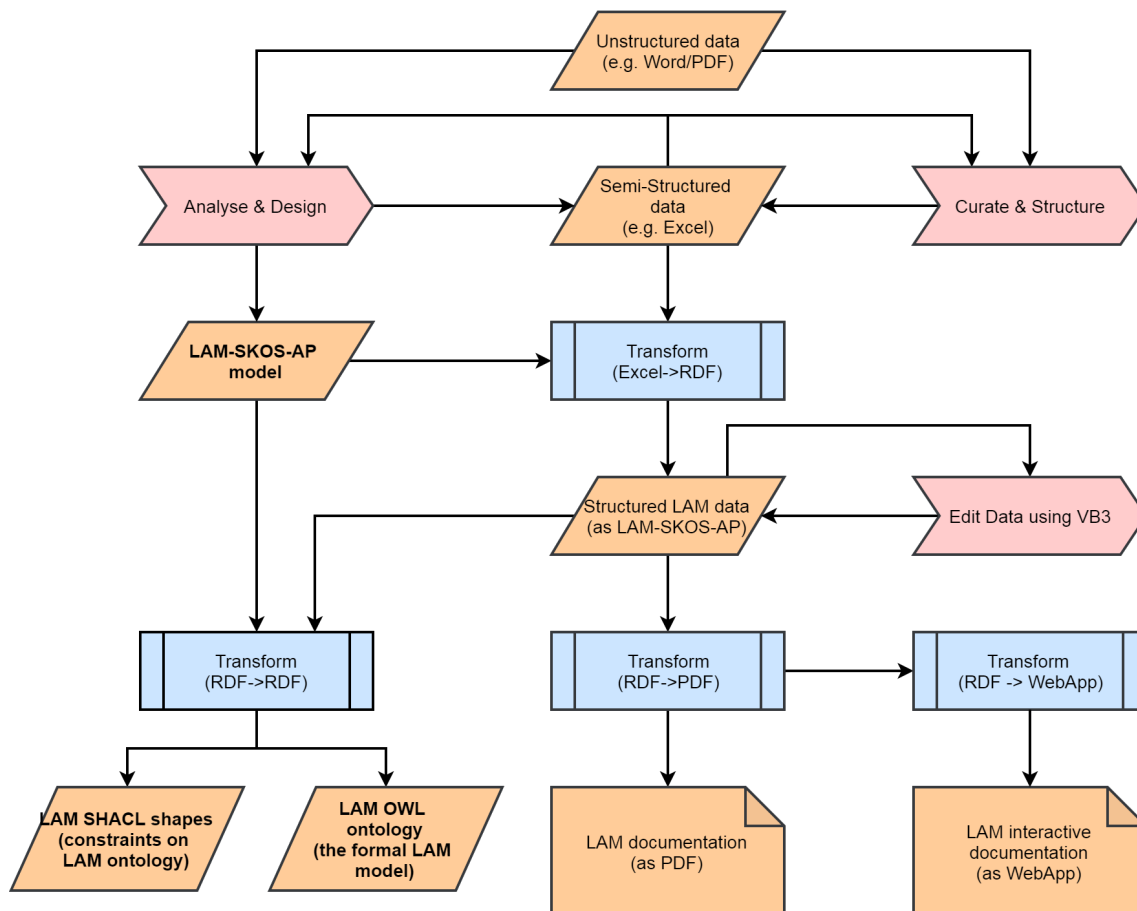 Unstructured data
(e.g. Word/PDF)
Analyse & Design
Semi-Structured
data
(e.g. Excel)
Curate & Structure
LAM-SKOS-AP
model
Transform
(Excel->RDF)
Structured LAM data
(as LAM-SKOS-AP)
Edit Data using VB3
Transform
(RDF->RDF)
Transform
(RDF->PDF)
Transform
(RDF -> WebApp)
LAM SHACL shapes
(constraints on
LAM ontology)
LAM OWL
ontology
(the formal LAM
model)
LAM documentation
(as PDF)
LAM interactive
documentation
(as WebApp)